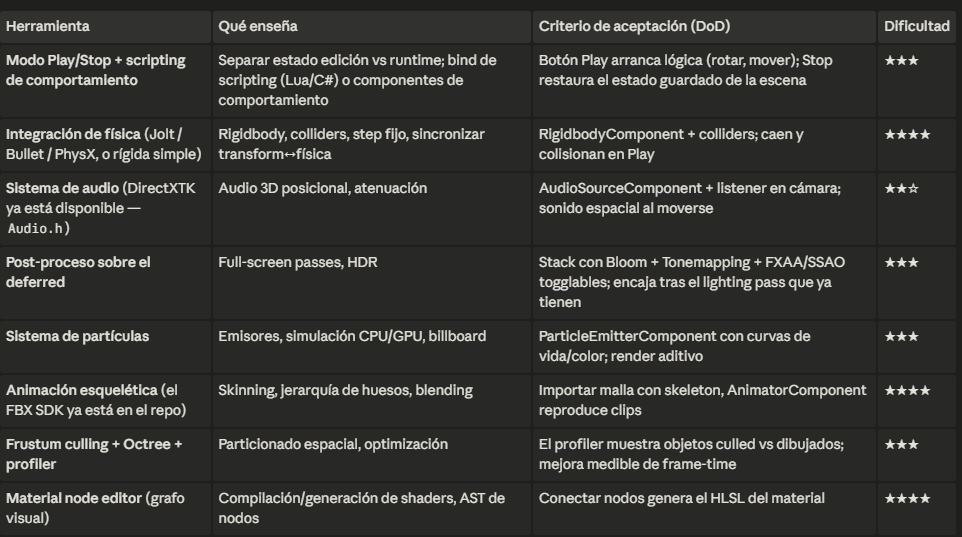 Herramienta
Qué enseña
Criterio de aceptación (DoD)
Dificultad
Modo Play/Stop + scripting
de comportamiento
Separar estado edición vs runtime; bind de
scripting (Lua/C#) o componentes de
comportamiento
Botón Play arranca lógica (rotar, mover); Stop
restaura el estado guardado de la escena
★★★
Integración de física (Jolt /
Bullet / PhysX, o rígida simple)
Rigidbody, colliders, step fijo, sincronizar
transform↔física
RigidbodyComponent + colliders; caen y
colisionan en Play
★★★★
Sistema de audio (DirectXTK
ya está disponible —
Audio.h)
Audio 3D posicional, atenuación
AudioSourceComponent + listener en cámara;
sonido espacial al moverse
★★☆
Post-proceso sobre el
deferred
Full-screen passes, HDR
Stack con Bloom + Tonemapping + FXAA/SSAO
togglables; encaja tras el lighting pass que ya
tienen
★★★
Sistema de partículas
Emisores, simulación CPU/GPU, billboard
ParticleEmitterComponent con curvas de
vida/color; render aditivo
★★★
Animación esquelética (el
FBX SDK ya está en el repo)
Skinning, jerarquía de huesos, blending
Importar malla con skeleton, AnimatorComponent
reproduce clips
★★★★
Frustum culling + Octree +
profiler
Particionado espacial, optimización
El profiler muestra objetos culled vs dibujados;
mejora medible de frame-time
★★★
Material node editor (grafo
visual)
Compilación/generación de shaders, AST de
nodos
Conectar nodos genera el HLSL del material
★★★★